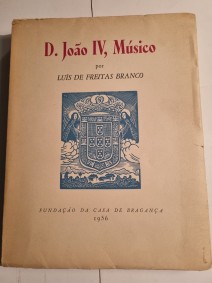 D. João IV, Músico
por
LUÍS DE FREITAS BRANCO
FUNDAÇÃO DA CASA DE BRAGANÇA
1956